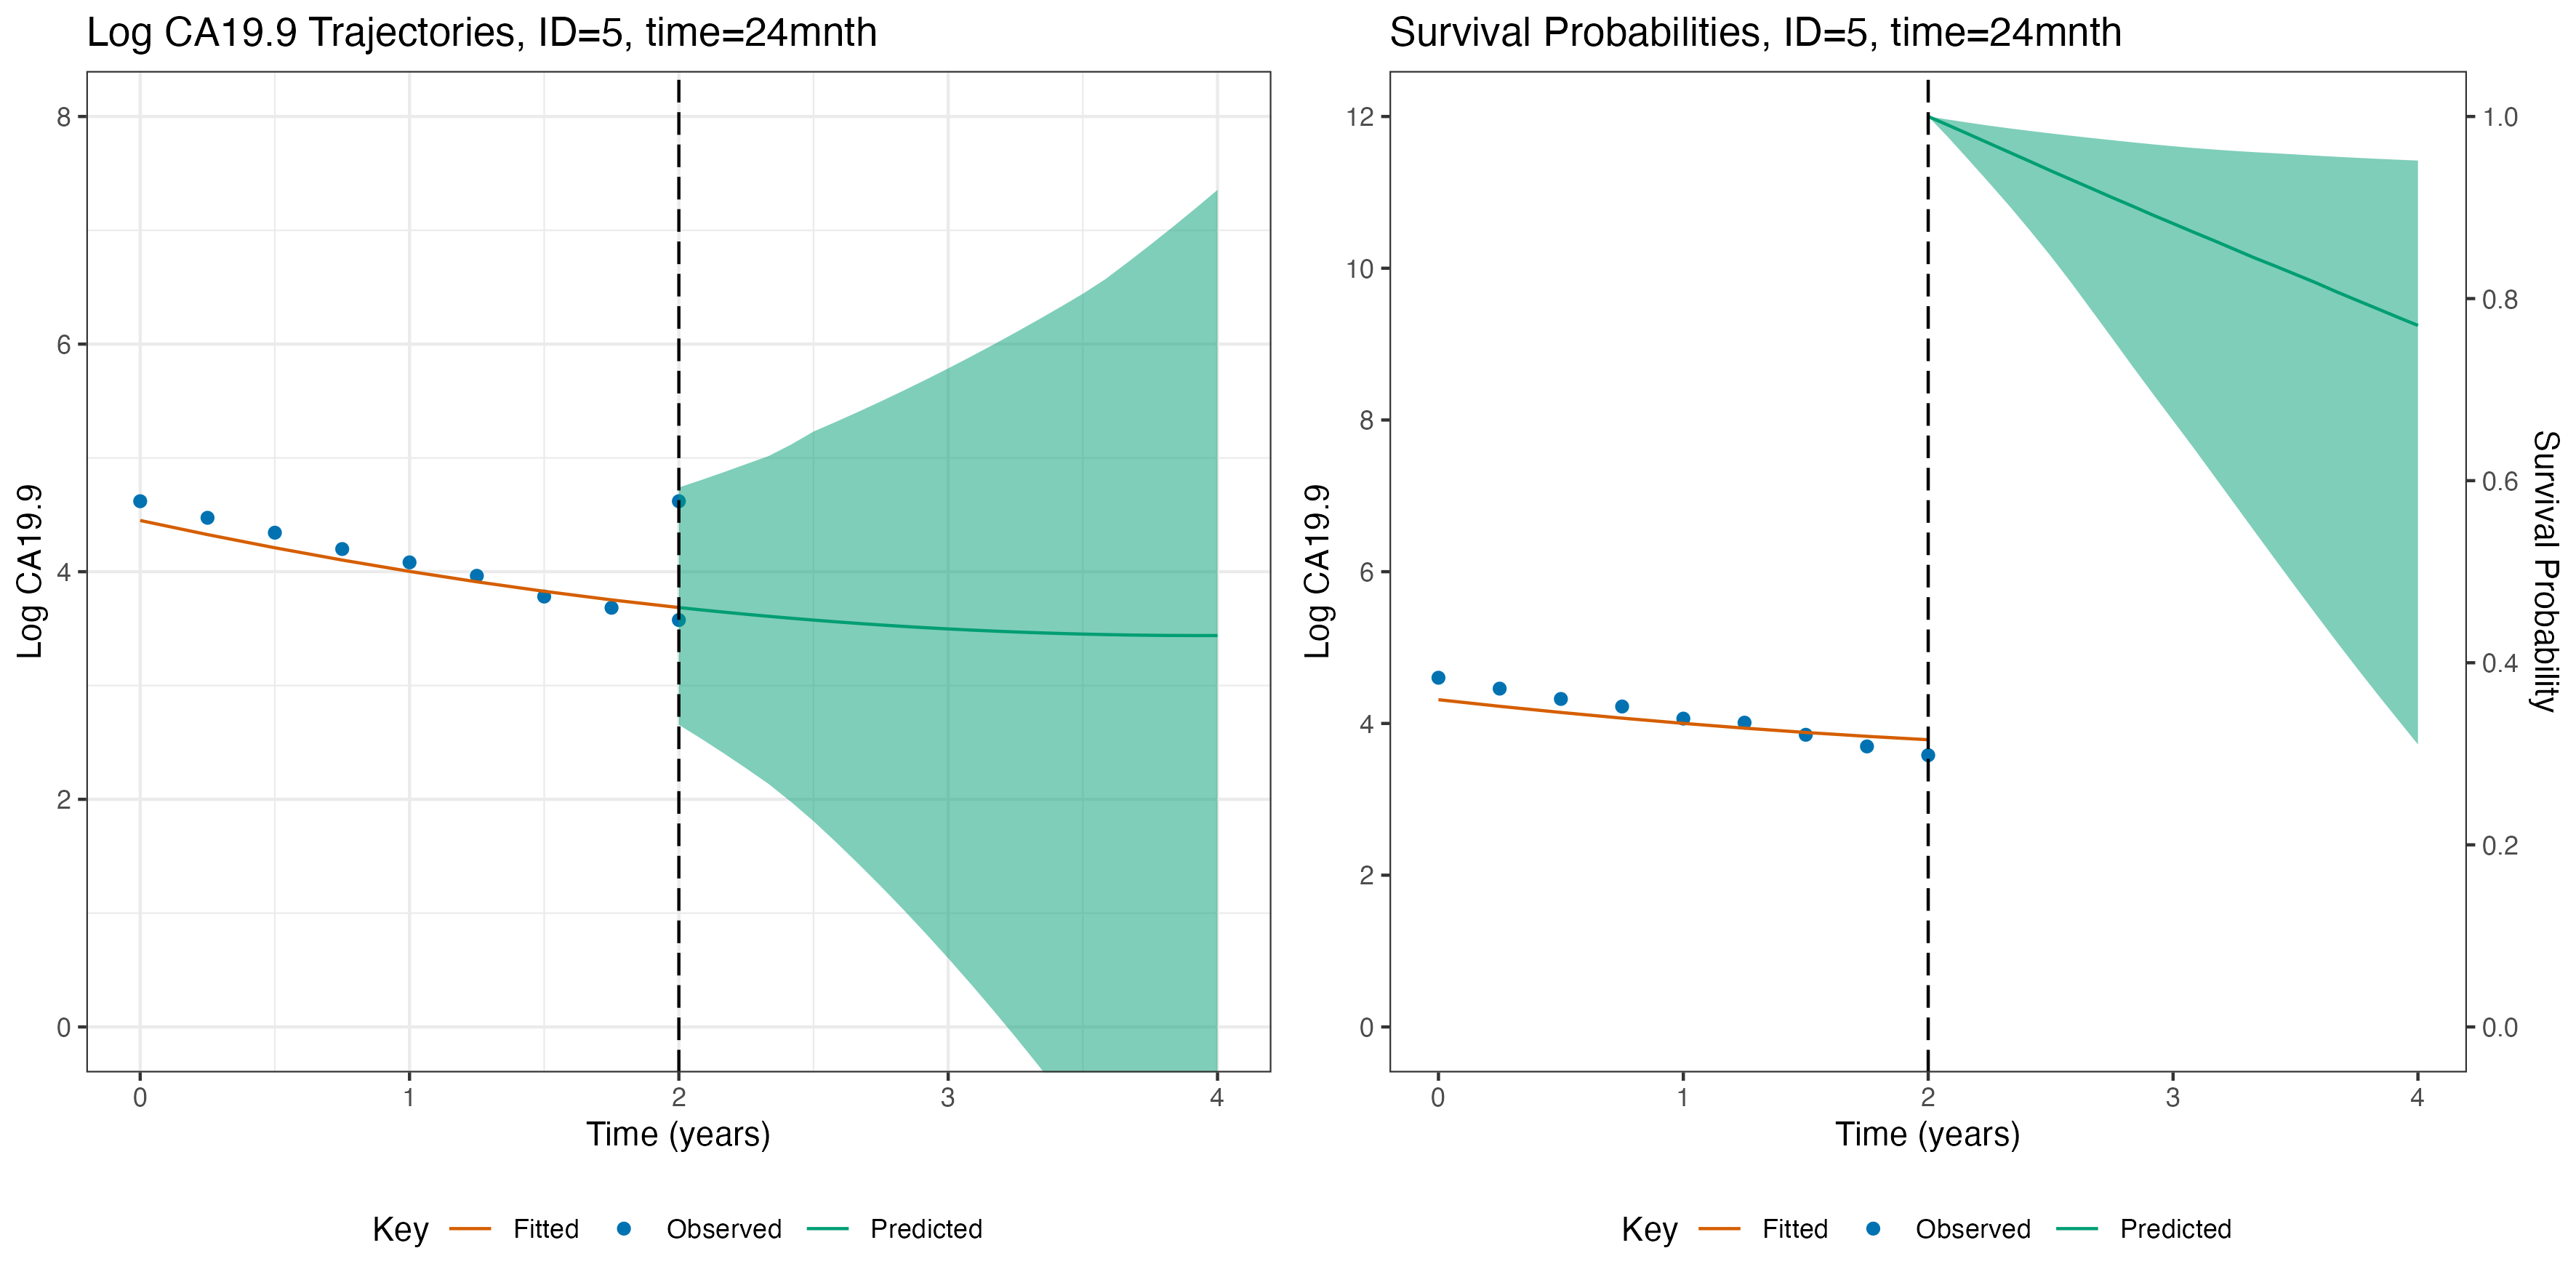 Log CA19.9 Trajectories, ID=5, time=24mnth
Log CA19.9
8
6
4
2
0
0 1 2 3 4
Time (years)
Key Fitted Observed Predicted
Survival Probabilities, ID=5, time=24mnth
Log CA19.9
12
10
8
6
4
2
0
1.0
0.8
0.6
0.4
0.2
0.0
Survival Probability
0 1 2 3 4
Time (years)
Key Fitted Observed Predicted